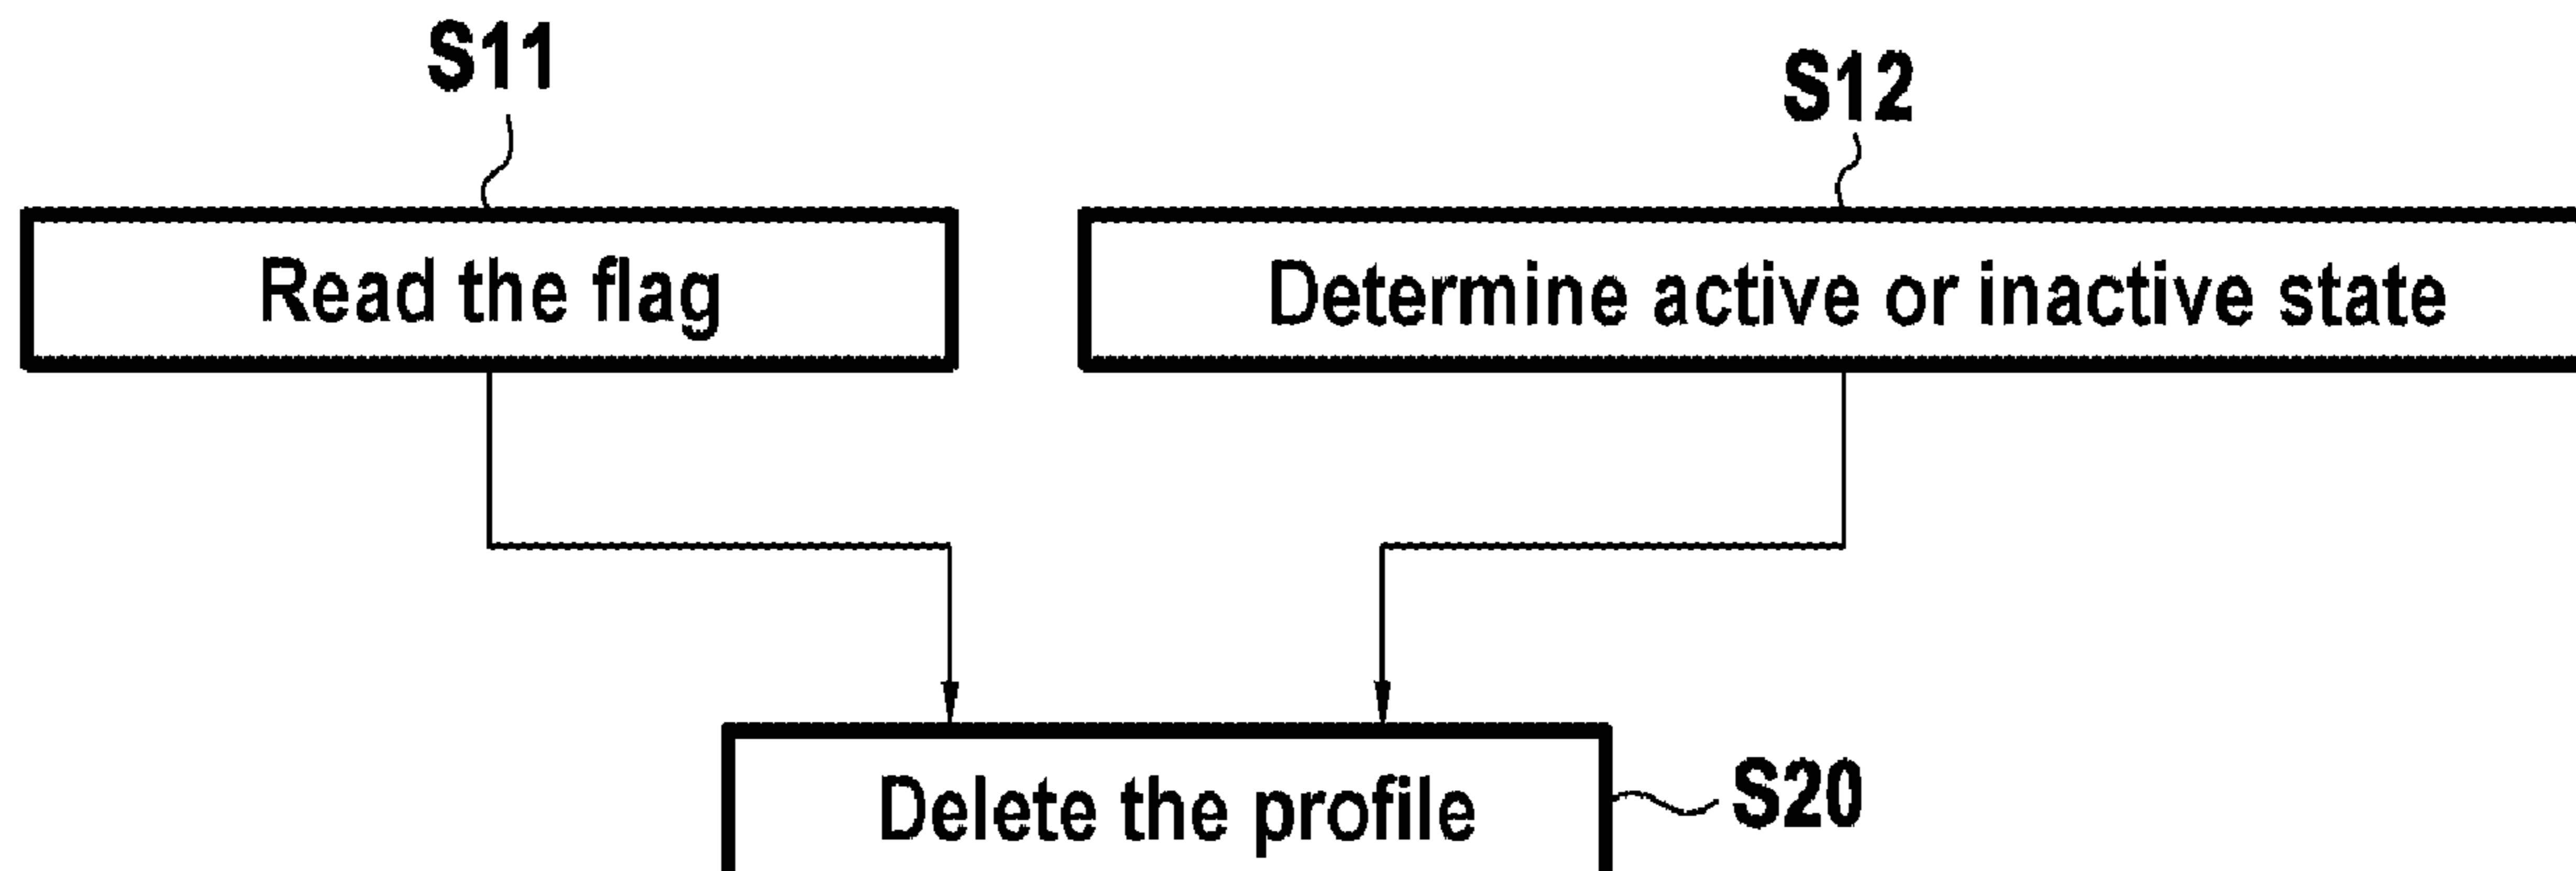 S11
S12
Read the flag
Determine active or inactive state
Delete the profile
S20